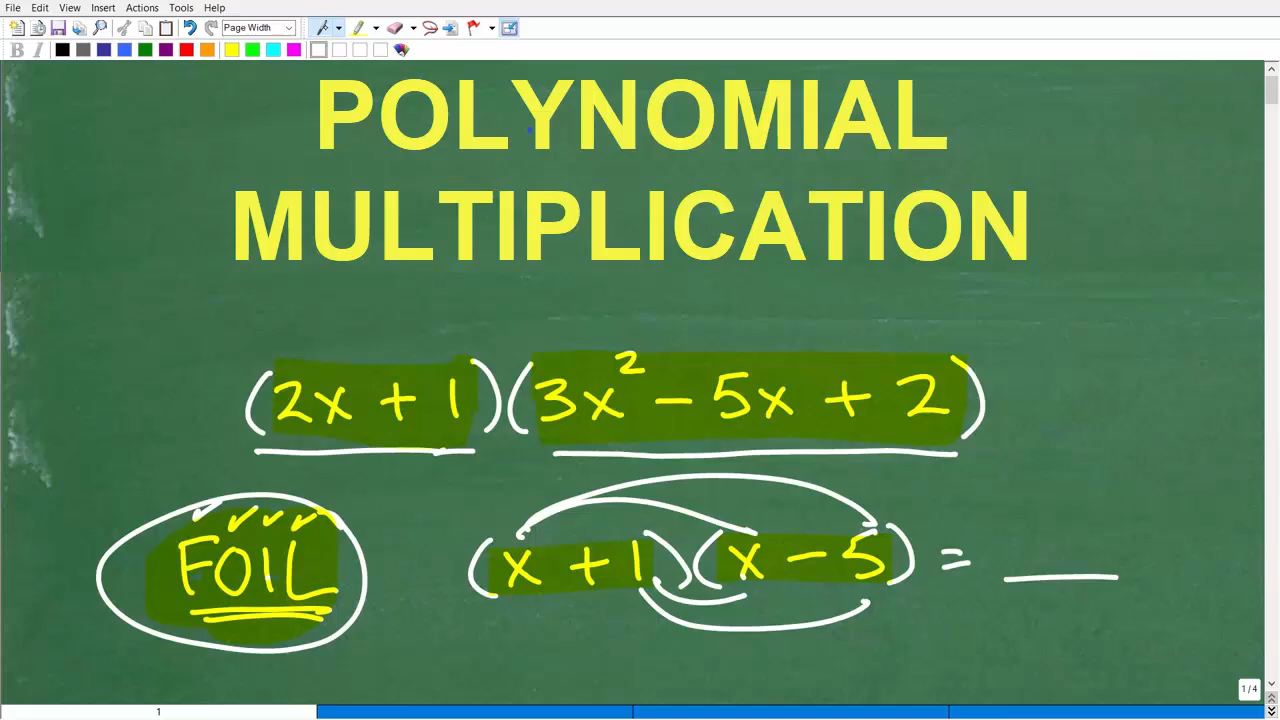 File Edit View Insert Actions Tools Help
Page Width
B I
POLYNOMIAL
MULTIPLICATION
(2x + 1)(3x² - 5x + 2)
FOIL (x + 1)(x - 5) = ___
1 / 4
1